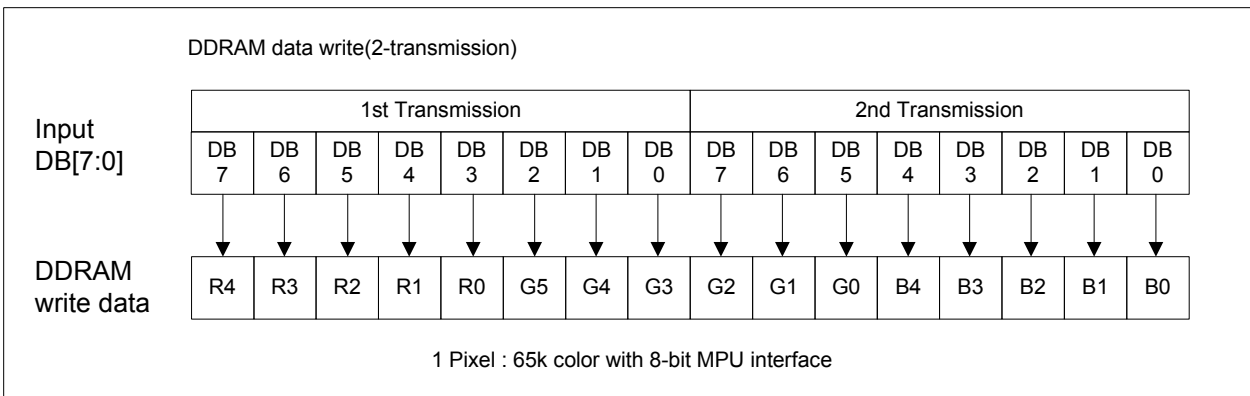 DDRAM data write(2-transmission)
1st Transmission 2nd Transmission
Input
DB[7:0]
DB DB DB DB DB DB DB DB DB DB DB DB DB DB DB DB
7 6 5 4 3 2 1 0 7 6 5 4 3 2 1 0
DDRAM
write data
R4 R3 R2 R1 R0 G5 G4 G3 G2 G1 G0 B4 B3 B2 B1 B0
1 Pixel : 65k color with 8-bit MPU interface